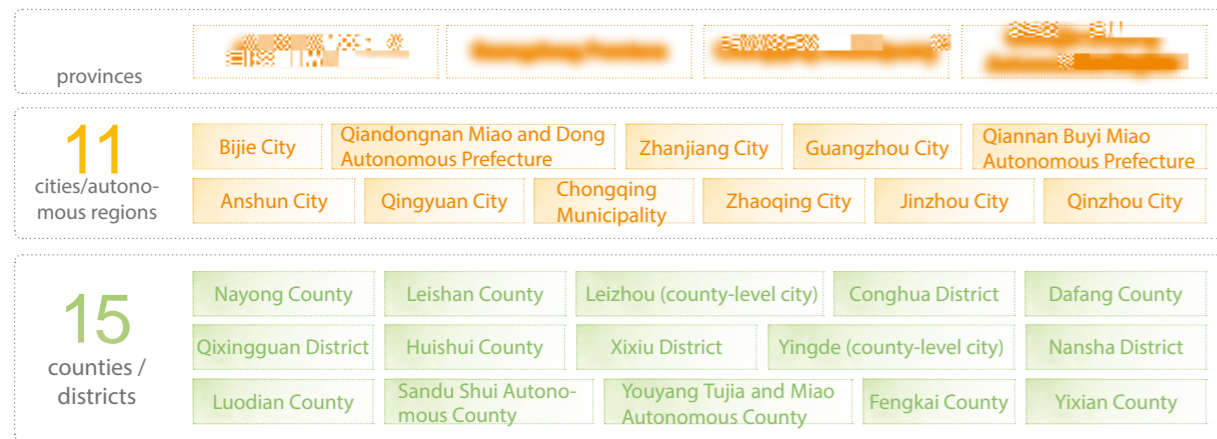 provinces
11
cities/autono-
mous regions
Bijie City
Qiandongnan Miao and Dong
Autonomous Prefecture
Zhanjiang City
Guangzhou City
Qiannan Buyi Miao
Autonomous Prefecture
Anshun City
Qingyuan City
Chongqing
Municipality
Zhaoqing City
Jinzhou City
Qinzhou City
15
counties /
districts
Nayong County
Leishan County
Leizhou (county-level city)
Conghua District
Dafang County
Qixingguan District
Huishui County
Xixiu District
Yingde (county-level city)
Nansha District
Luodian County
Sandu Shui Autono-
mous County
Youyang Tujia and Miao
Autonomous County
Fengkai County
Yixian County